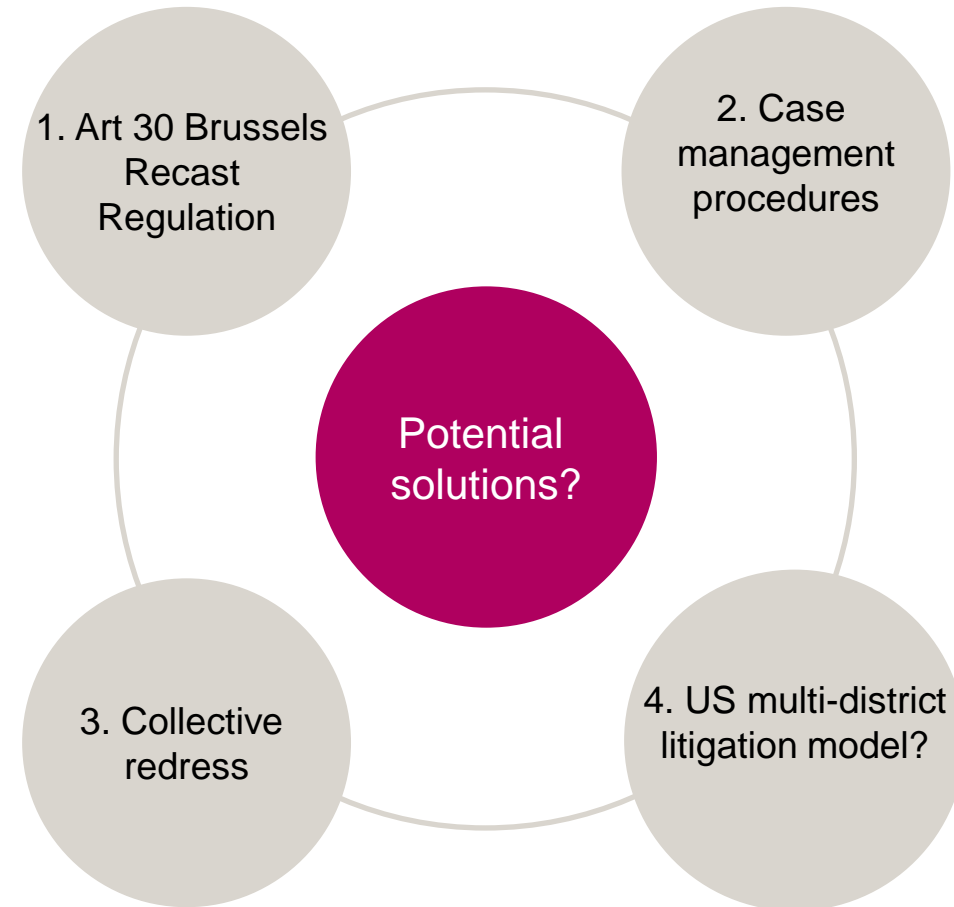 1. Art 30 Brussels
Recast
Regulation
2. Case
management
procedures
Potential
solutions?
3. Collective
redress
4. US multi-district
litigation model?